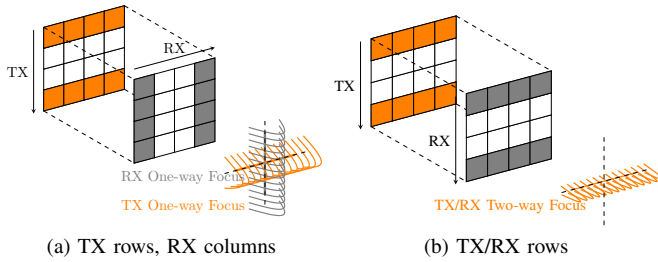 TX
RX
RX One-way Focus
TX One-way Focus
(a) TX rows, RX columns
TX
RX
TX/RX Two-way Focus
(b) TX/RX rows